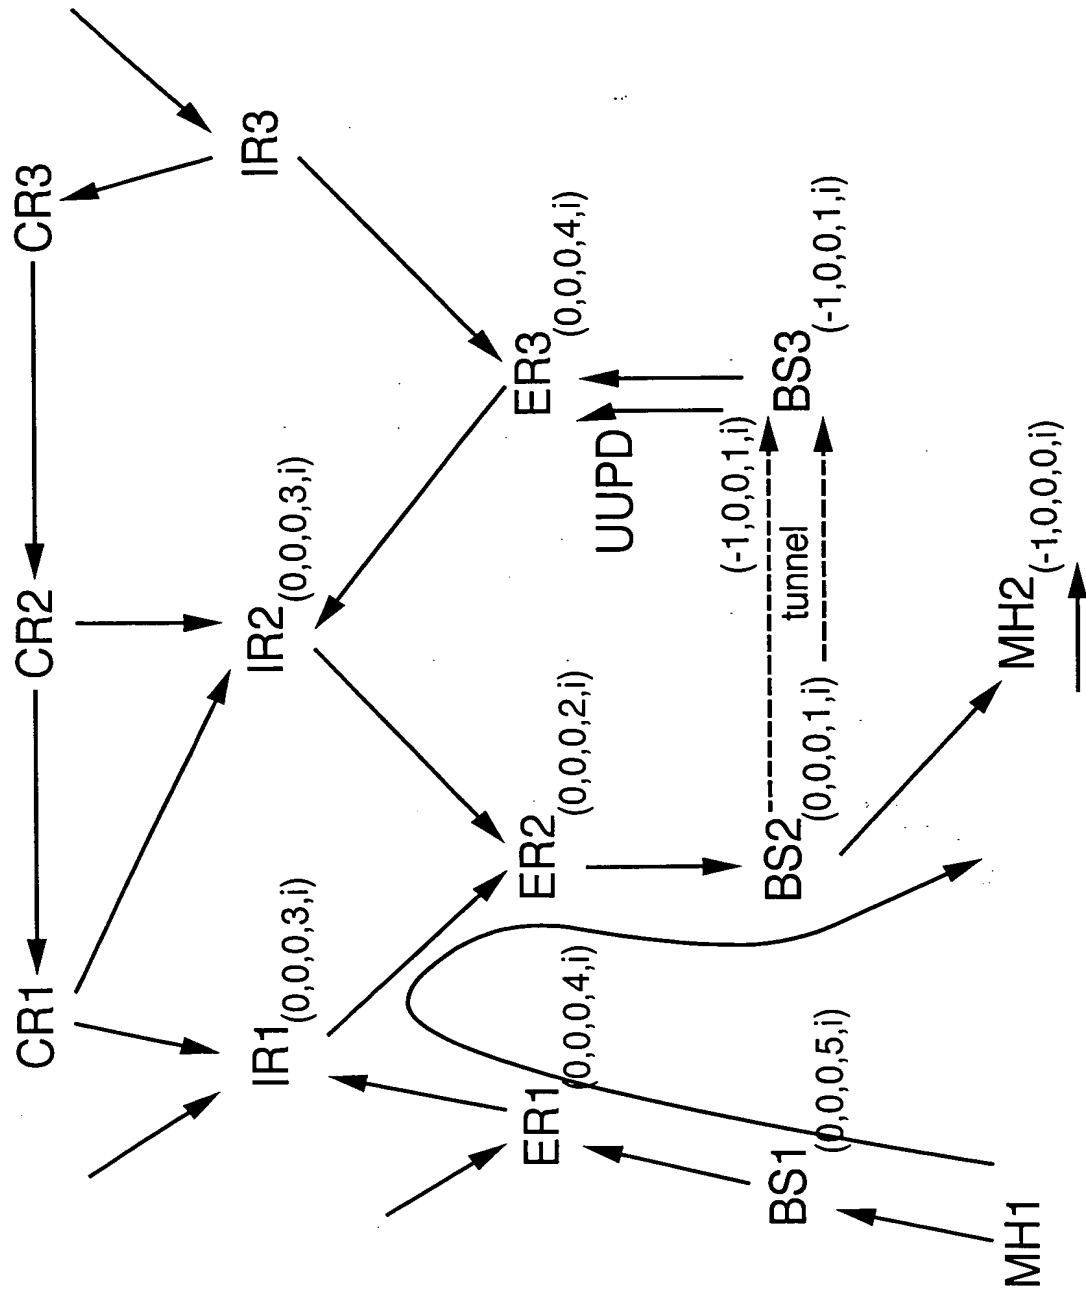 CR1
CR2
CR3
IR1 (0,0,0,3,i)
IR2 (0,0,0,3,i)
IR3
ER1 (0,0,0,4,i)
ER2 (0,0,0,2,i)
ER3 (0,0,0,4,i)
UUPD
(-1,0,0,1,i)
tunnel
BS1 (0,0,0,5,i)
BS2 (0,0,0,1,i)
BS3 (-1,0,0,1,i)
MH1
MH2 (-1,0,0,0,i)